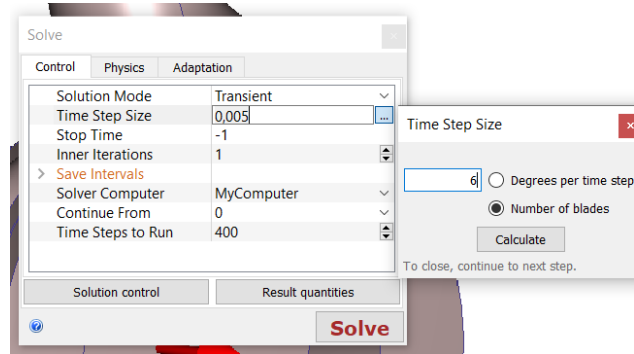 Solve
Control Physics Adaptation
Solution Mode Transient
Time Step Size 0,005 ...
Stop Time -1
Inner Iterations 1
Save Intervals
Solver Computer MyComputer
Continue From 0
Time Steps to Run 400
Solution control Result quantities
Solve
Time Step Size
6 Degrees per time step
Number of blades
Calculate
To close, continue to next step.